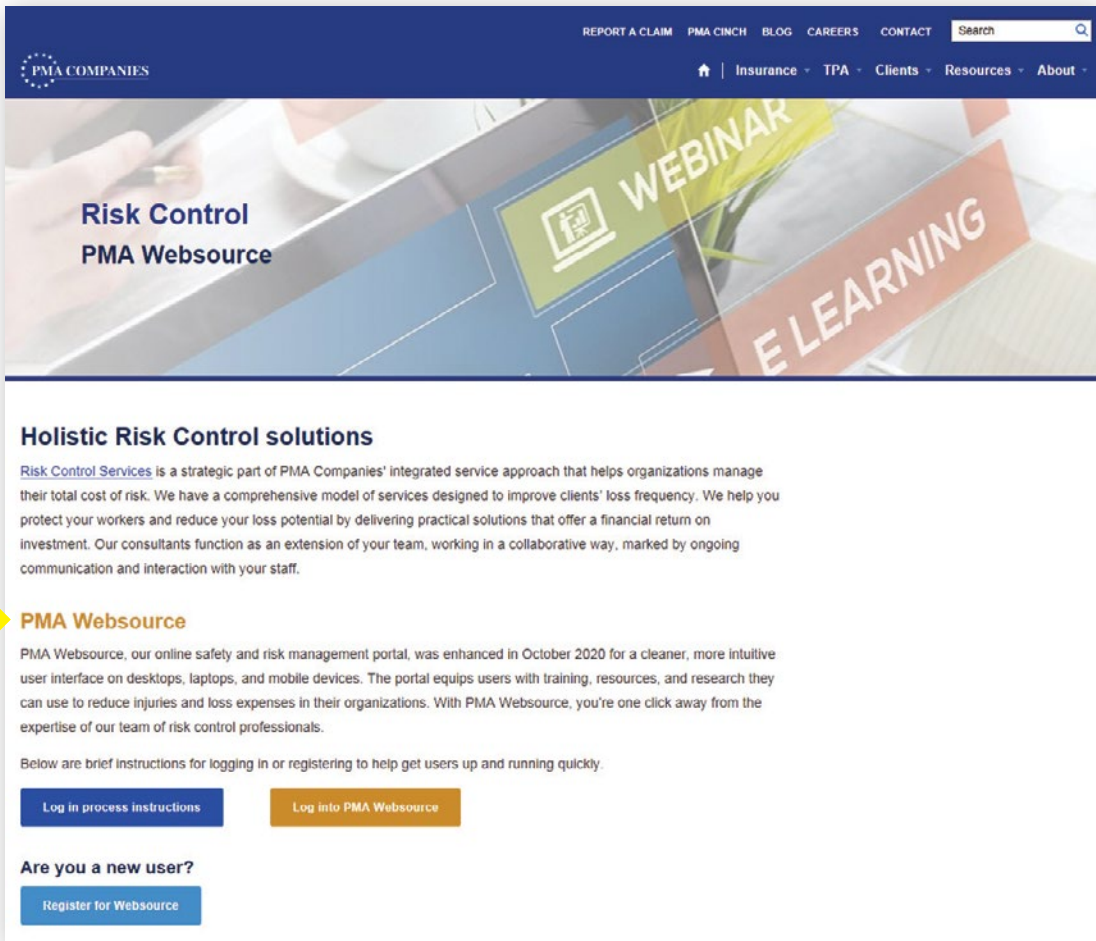 REPORT A CLAIM PMA CINCH BLOG CAREERS CONTACT Search
PMA COMPANIES
Insurance TPA Clients Resources About
WEBINAR
E LEARNING
Risk Control
PMA Websource
Holistic Risk Control solutions
Risk Control Services is a strategic part of PMA Companies' integrated service approach that helps organizations manage
their total cost of risk. We have a comprehensive model of services designed to improve clients' loss frequency. We help you
protect your workers and reduce your loss potential by delivering practical solutions that offer a financial return on
investment. Our consultants function as an extension of your team, working in a collaborative way, marked by ongoing
communication and interaction with your staff.
PMA Websource
PMA Websource, our online safety and risk management portal, was enhanced in October 2020 for a cleaner, more intuitive
user interface on desktops, laptops, and mobile devices. The portal equips users with training, resources, and research they
can use to reduce injuries and loss expenses in their organizations. With PMA Websource, you're one click away from the
expertise of our team of risk control professionals.
Below are brief instructions for logging in or registering to help get users up and running quickly.
Log in process instructions Log into PMA Websource
Are you a new user?
Register for Websource